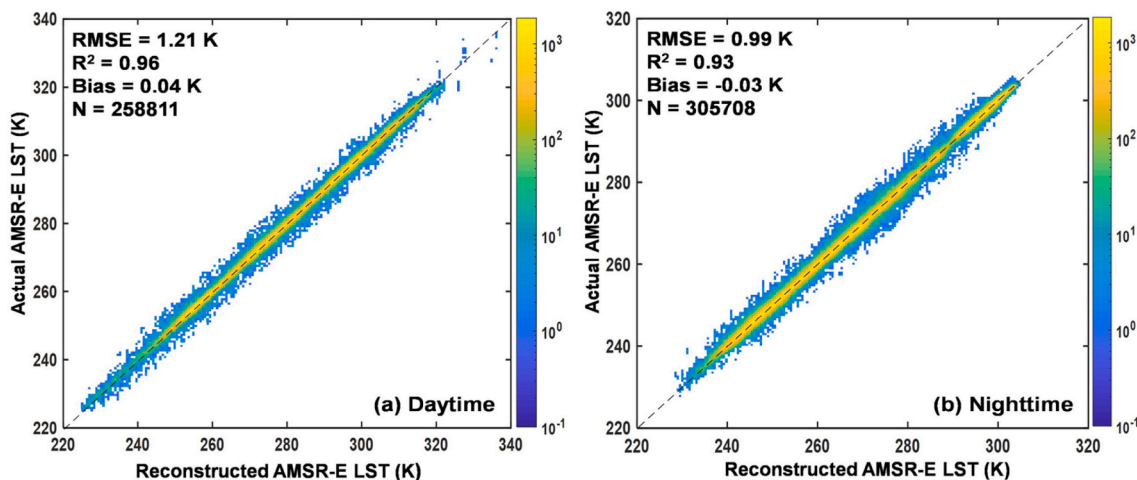 RMSE = 1.21 K
R² = 0.96
Bias = 0.04 K
N = 258811
340
320
300
280
260
240
220
Actual AMSR-E LST (K)
220 240 260 280 300 320 340
Reconstructed AMSR-E LST (K)
(a) Daytime
10³
10²
10¹
10⁰
10⁻¹
RMSE = 0.99 K
R² = 0.93
Bias = -0.03 K
N = 305708
320
300
280
260
240
220
Actual AMSR-E LST (K)
220 240 260 280 300 320
Reconstructed AMSR-E LST (K)
(b) Nighttime
10³
10²
10¹
10⁰
10⁻¹